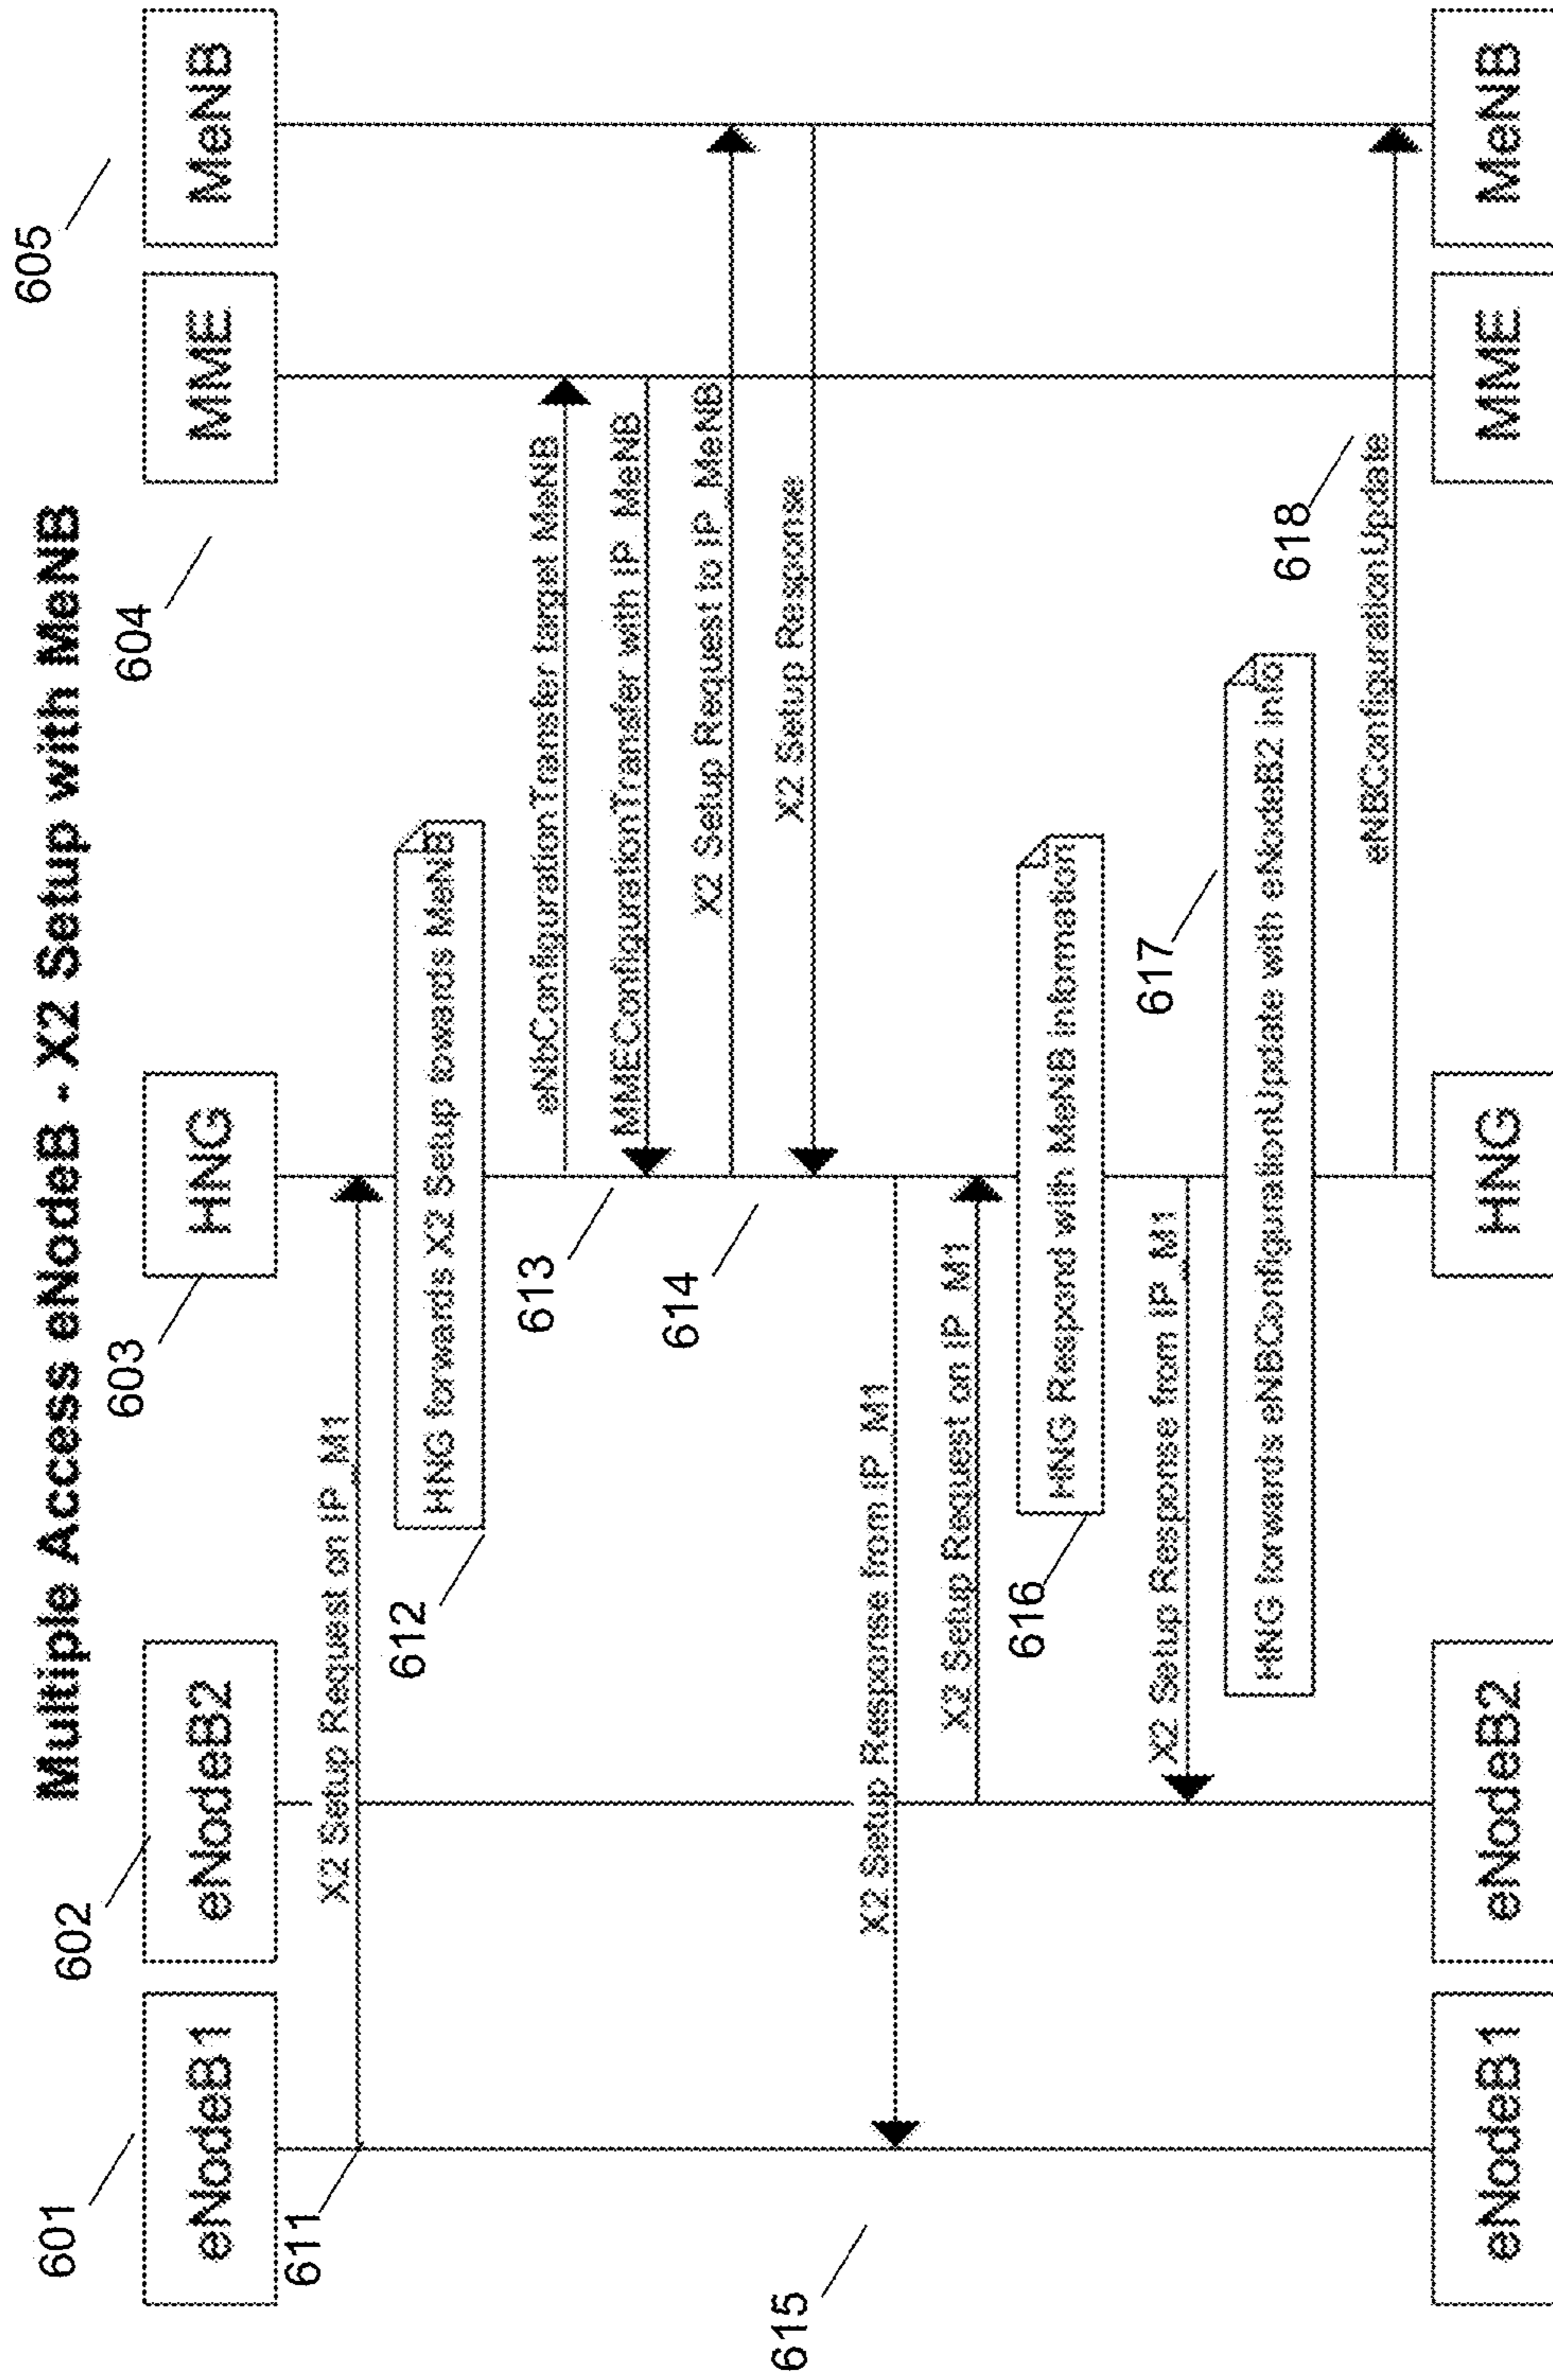 Multiple Access eNodeB - X2 Setup with MeNB
601
602
603
604
605
eNodeB1
eNodeB2
HNG
MME
MeNB
611
X2 Setup Request on IP_M1
612
HNG forwards X2 Setup towards MeNB
eNbConfigurationTransfer target MeNB
613
MMEConfigurationTransfer with IP_MeNB
614
X2 Setup Request to IP_MeNB
X2 Setup Response
615
X2 Setup Response from IP_M1
X2 Setup Request on IP_M1
616
HNG Respond with MeNB information
X2 Setup Response from IP_M1
617
HNG forwards eNBConfigurationUpdate with eNodeB2 info
618
eNBConfigurationUpdate
eNodeB1
eNodeB2
HNG
MME
MeNB